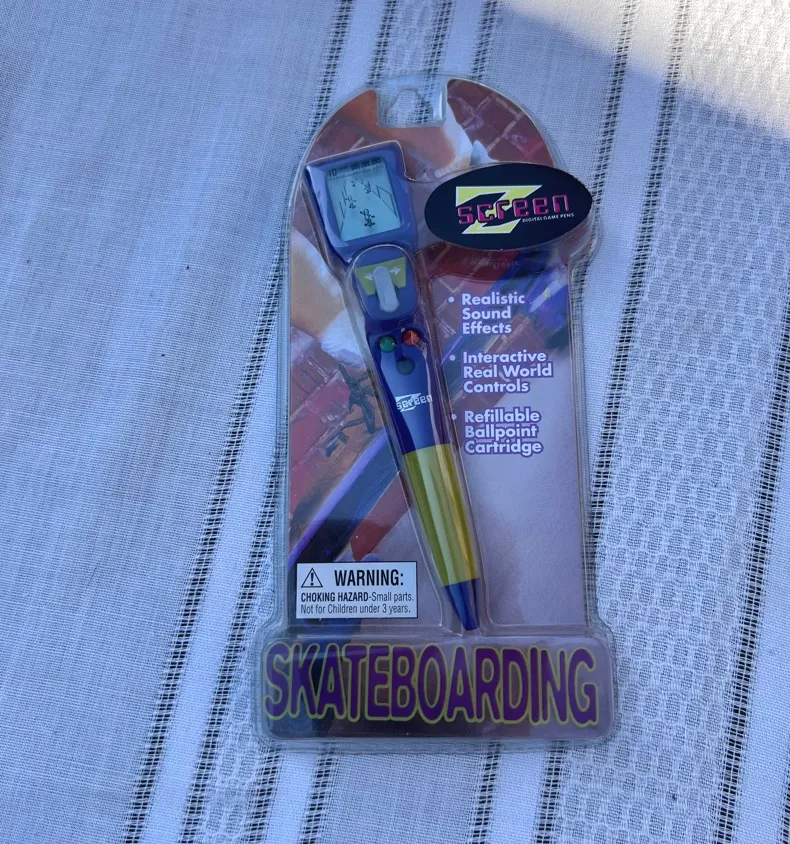 Z
screen
DIGITAL GAME PENS
• Realistic
Sound
Effects
• Interactive
Real World
Controls
• Refillable
Ballpoint
Cartridge
screen
WARNING:
CHOKING HAZARD-Small parts.
Not for Children under 3 years.
SKATEBOARDING